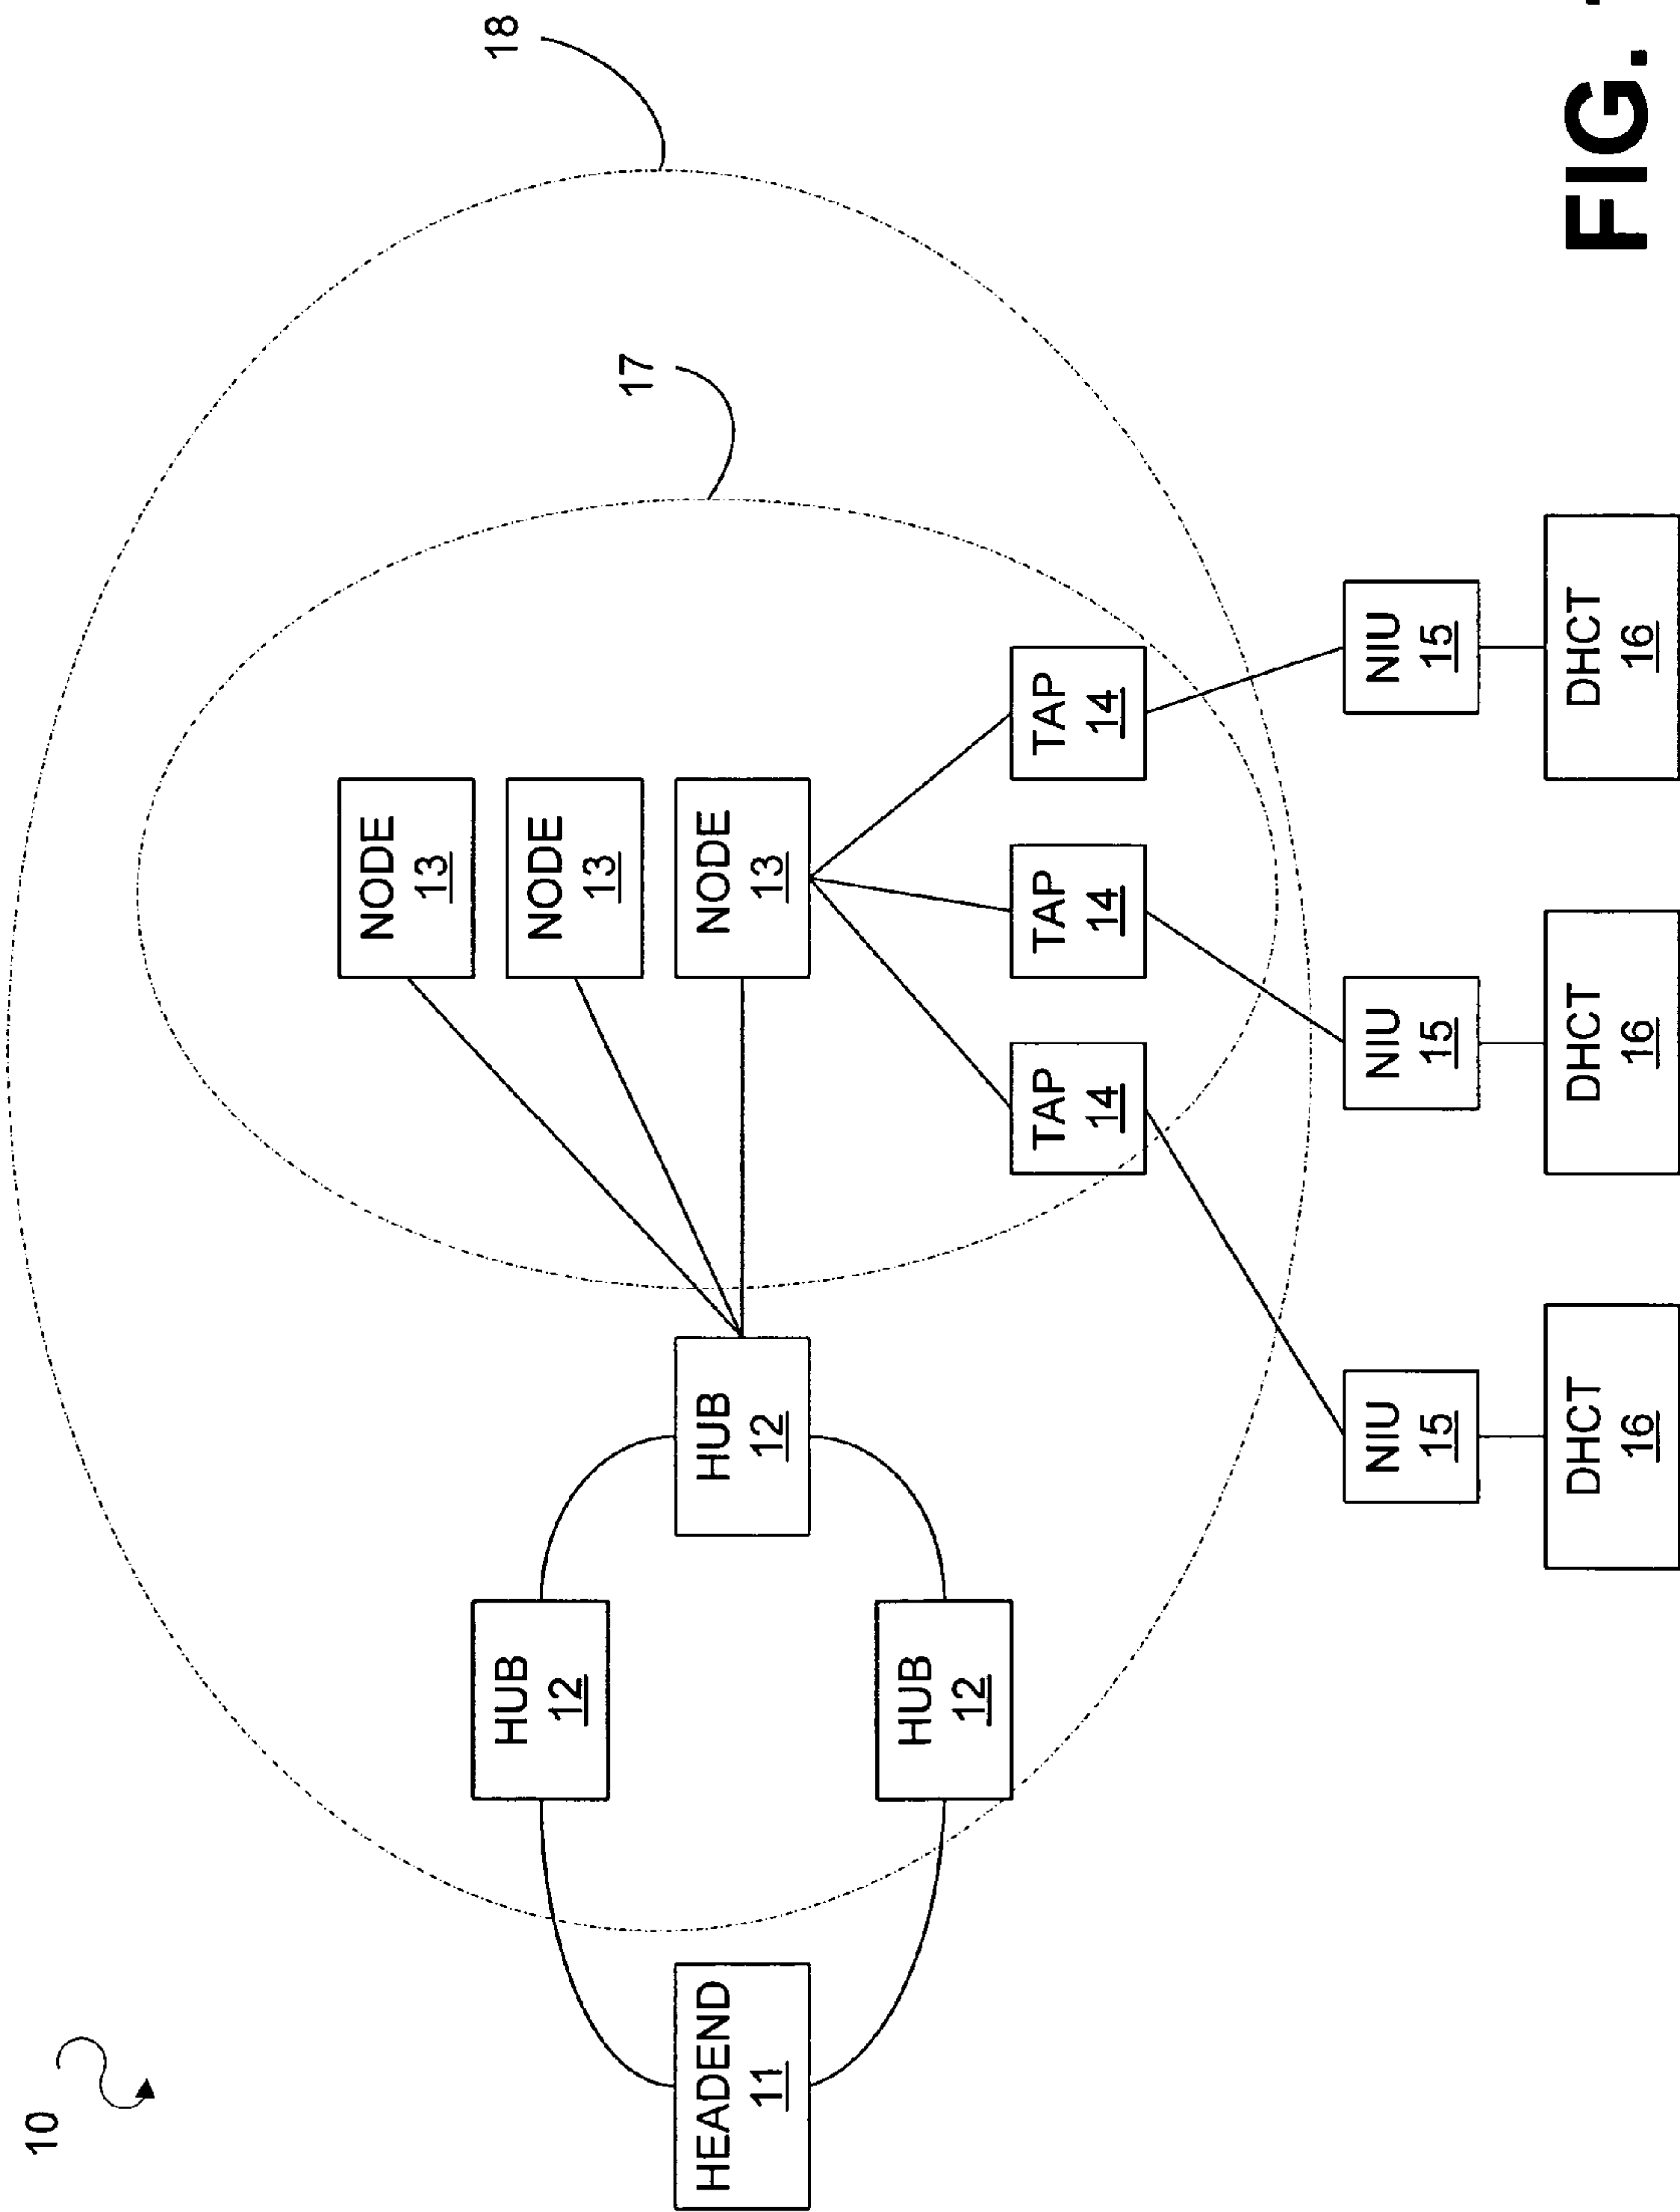 10
NODE
13
18
HUB
12
NODE
13
17
HEADEND
11
HUB
12
NODE
13
HUB
12
TAP
14
TAP
14
TAP
14
NIU
15
NIU
15
NIU
15
DHCT
16
DHCT
16
DHCT
16
FIG.